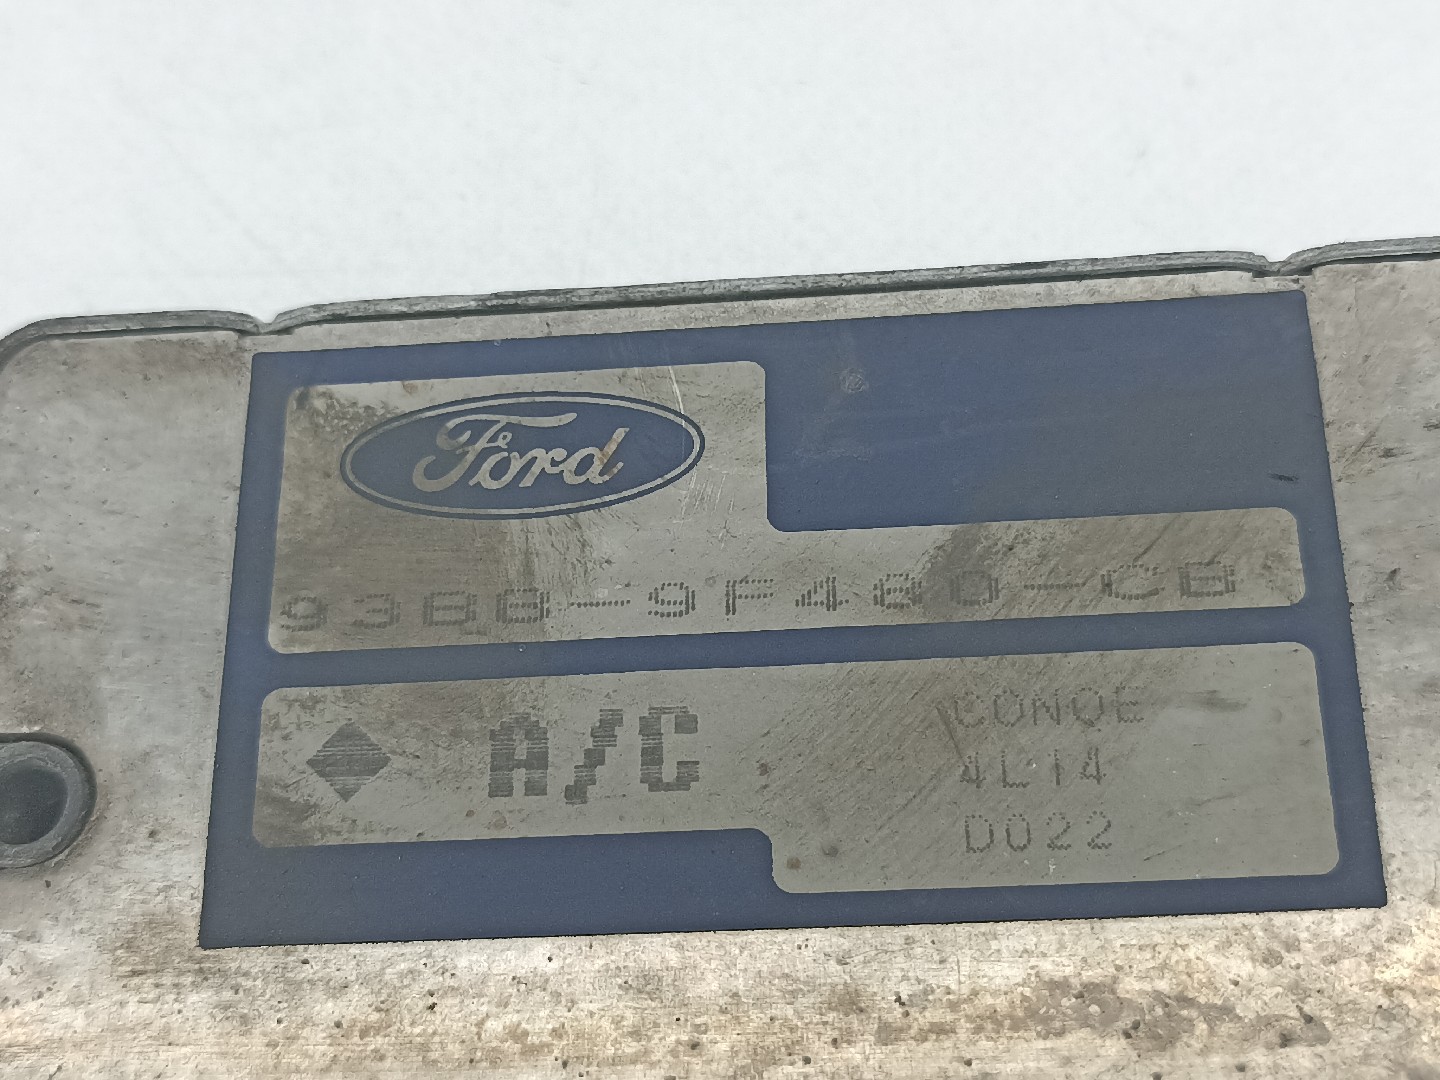 Ford
93BB-9F480-CB
A/C
CONQE
4L14
D022